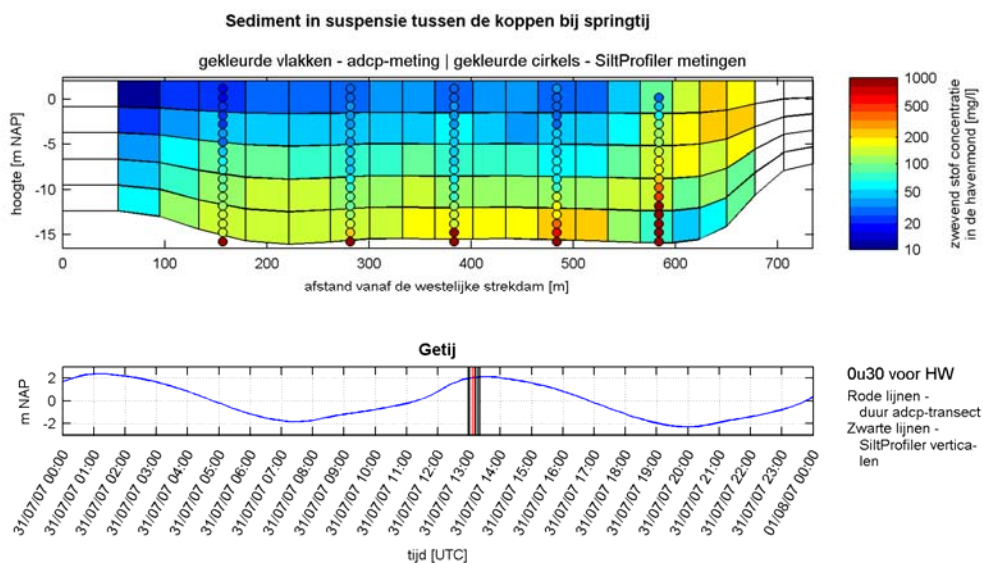 Sediment in suspensie tussen de koppen bij springtij
gekleurde vlakken - adcp-meting | gekleurde cirkels - SiltProfiler metingen
hoogte [m NAP]
0
-5
-10
-15
0 100 200 300 400 500 600 700
afstand vanaf de westelijke strekdam [m]
1000
500
200
100
50
20
10
zwevend stof concentratie
in de havenmond [mg/l]
Getij
m NAP
2
0
-2
31/07/07 00:00
31/07/07 01:00
31/07/07 02:00
31/07/07 03:00
31/07/07 04:00
31/07/07 05:00
31/07/07 06:00
31/07/07 07:00
31/07/07 08:00
31/07/07 09:00
31/07/07 10:00
31/07/07 11:00
31/07/07 12:00
31/07/07 13:00
31/07/07 14:00
31/07/07 15:00
31/07/07 16:00
31/07/07 17:00
31/07/07 18:00
31/07/07 19:00
31/07/07 20:00
31/07/07 21:00
31/07/07 22:00
31/07/07 23:00
01/08/07 00:00
tijd [UTC]
0u30 voor HW
Rode lijnen -
duur adcp-transect
Zwarte lijnen -
SiltProfiler vertica-
len